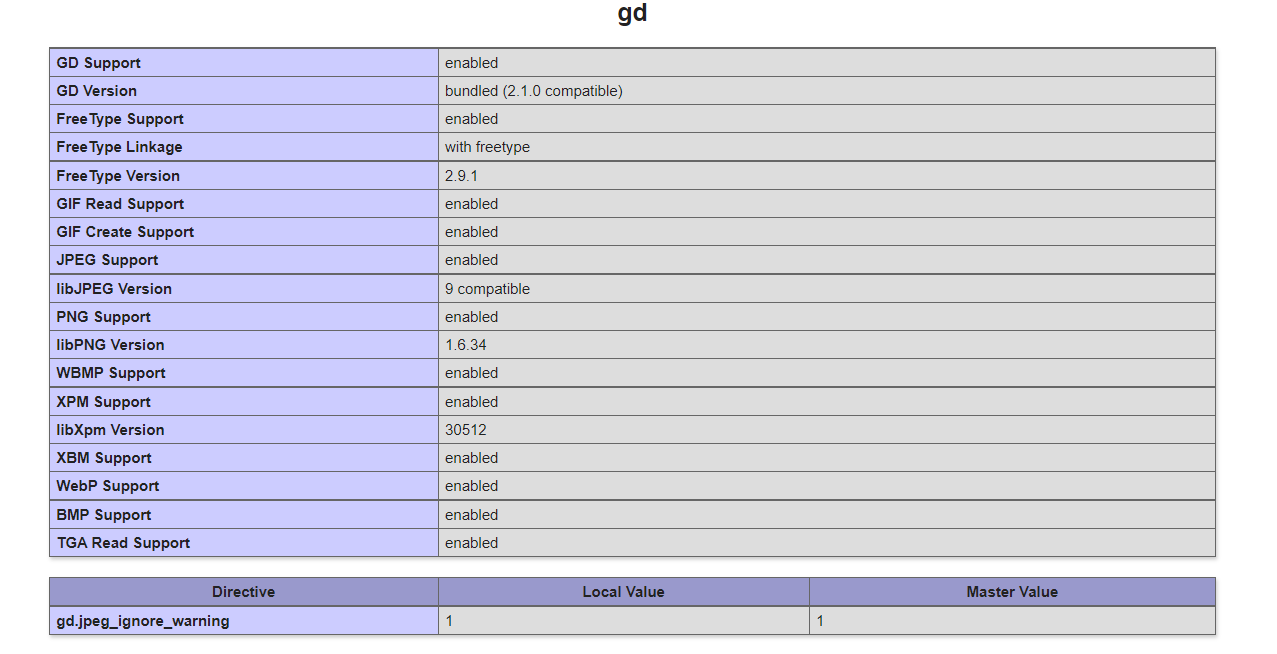 gd
GD Support enabled
GD Version bundled (2.1.0 compatible)
FreeType Support enabled
FreeType Linkage with freetype
FreeType Version 2.9.1
GIF Read Support enabled
GIF Create Support enabled
JPEG Support enabled
libJPEG Version 9 compatible
PNG Support enabled
libPNG Version 1.6.34
WBMP Support enabled
XPM Support enabled
libXpm Version 30512
XBM Support enabled
WebP Support enabled
BMP Support enabled
TGA Read Support enabled
Directive Local Value Master Value
gd.jpeg_ignore_warning 1 1